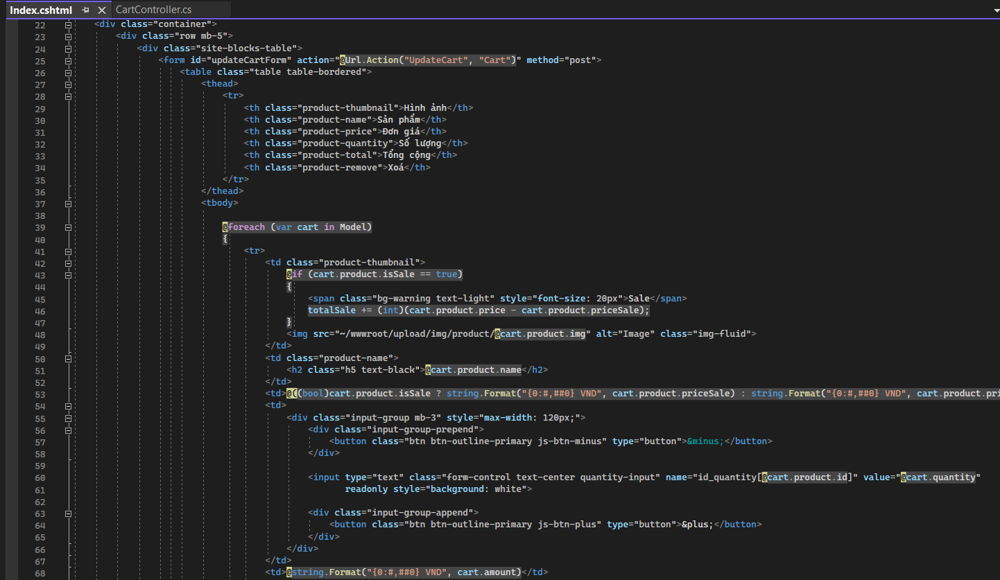 Index.cshtml CartController.cs
22 <div class="container">
23 <div class="row mb-5">
24 <div class="site-blocks-table">
25 <form id="updateCartForm" action="@Url.Action("UpdateCart", "Cart")" method="post">
26 <table class="table table-bordered">
27 <thead>
28 <tr>
29 <th class="product-thumbnail">Hình ảnh</th>
30 <th class="product-name">Sản phẩm</th>
31 <th class="product-price">Đơn giá</th>
32 <th class="product-quantity">Số lượng</th>
33 <th class="product-total">Tổng cộng</th>
34 <th class="product-remove">Xoá</th>
35 </tr>
36 </thead>
37 <tbody>
38
39 @foreach (var cart in Model)
40 {
41 <tr>
42 <td class="product-thumbnail">
43 @if (cart.product.isSale == true)
44 {
45 <span class="bg-warning text-light" style="font-size: 20px">Sale</span>
46 totalSale += (int)(cart.product.price - cart.product.priceSale);
47 }
48 <img src="~/wwwroot/upload/img/product/@cart.product.img" alt="Image" class="img-fluid">
49 </td>
50 <td class="product-name">
51 <h2 class="h5 text-black">@cart.product.name</h2>
52 </td>
53 <td>@((bool)cart.product.isSale ? string.Format("{0:#,##0} VND", cart.product.priceSale) : string.Format("{0:#,##0} VND", cart.product.pri
54 <td>
55 <div class="input-group mb-3" style="max-width: 120px;">
56 <div class="input-group-prepend">
57 <button class="btn btn-outline-primary js-btn-minus" type="button">&minus;</button>
58 </div>
59
60 <input type="text" class="form-control text-center quantity-input" name="id_quantity[@cart.product.id]" value="@cart.quantity"
61 readonly style="background: white">
62
63 <div class="input-group-append">
64 <button class="btn btn-outline-primary js-btn-plus" type="button">&plus;</button>
65 </div>
66 </div>
67 </td>
68 <td>@string.Format("{0:#,##0} VND", cart.amount)</td>